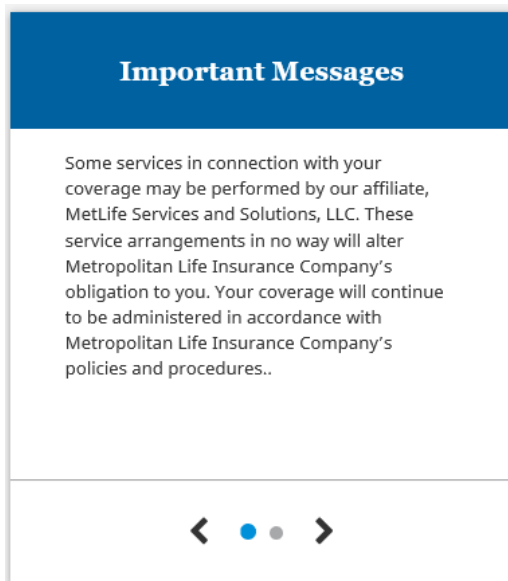 Important Messages
Some services in connection with your
coverage may be performed by our affiliate,
MetLife Services and Solutions, LLC. These
service arrangements in no way will alter
Metropolitan Life Insurance Company’s
obligation to you. Your coverage will continue
to be administered in accordance with
Metropolitan Life Insurance Company’s
policies and procedures..